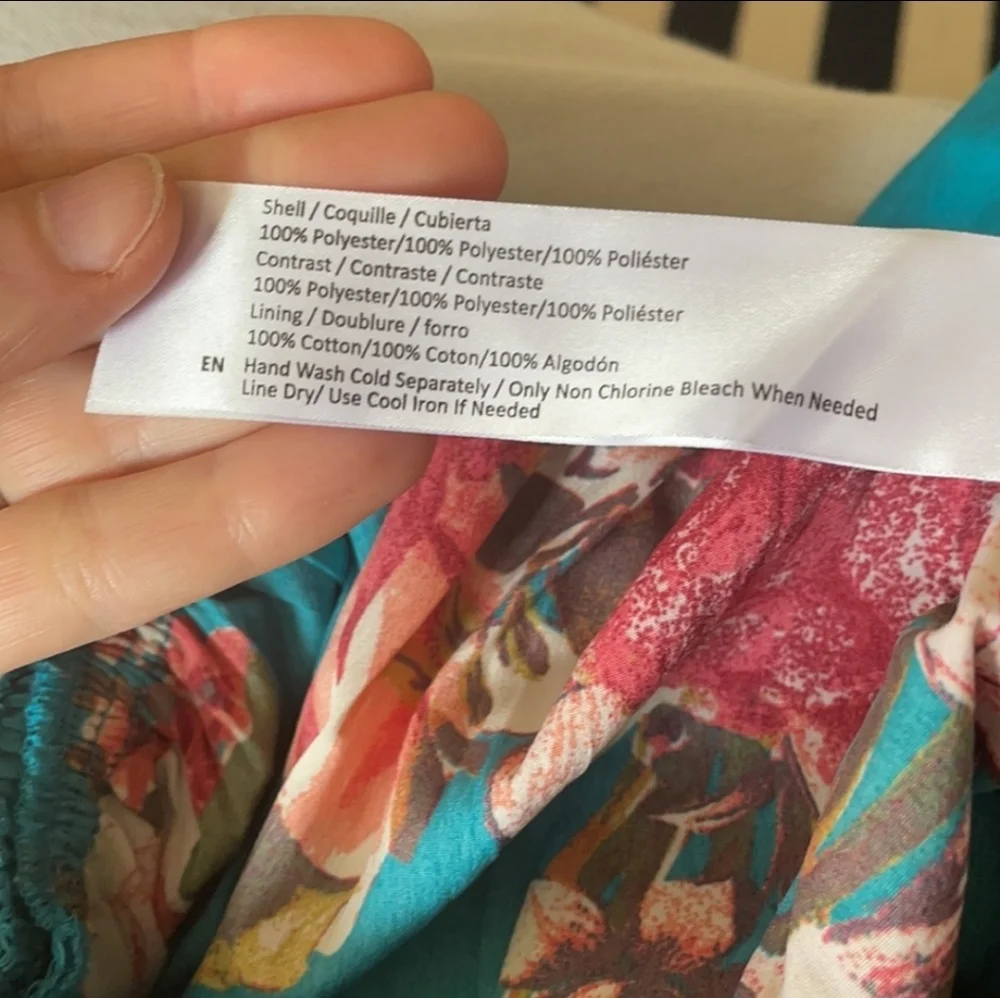 Shell / Coquille / Cubierta
100% Polyester/100% Polyester/100% Poliéster
Contrast / Contraste / Contraste
100% Polyester/100% Polyester/100% Poliéster
Lining / Doublure / forro
100% Cotton/100% Coton/100% Algodón
EN Hand Wash Cold Separately / Only Non Chlorine Bleach When Needed
Line Dry/ Use Cool Iron If Needed